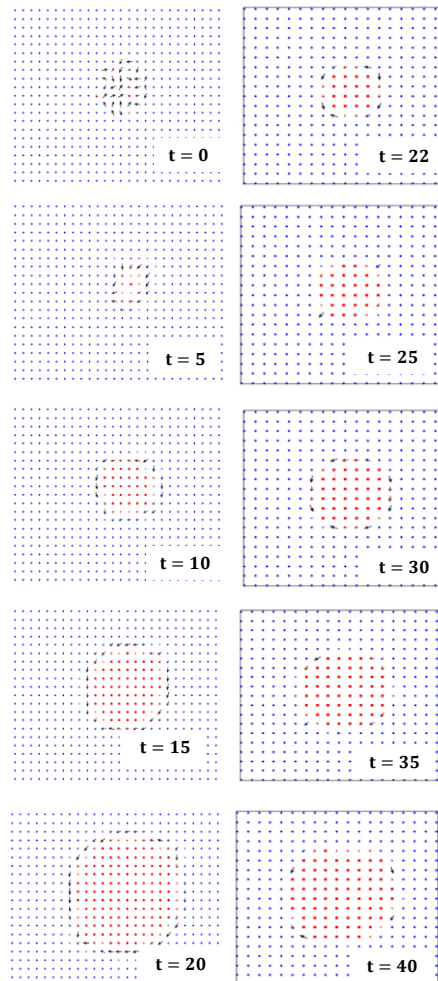 t = 0
t = 22
t = 5
t = 25
t = 10
t = 30
t = 15
t = 35
t = 20
t = 40